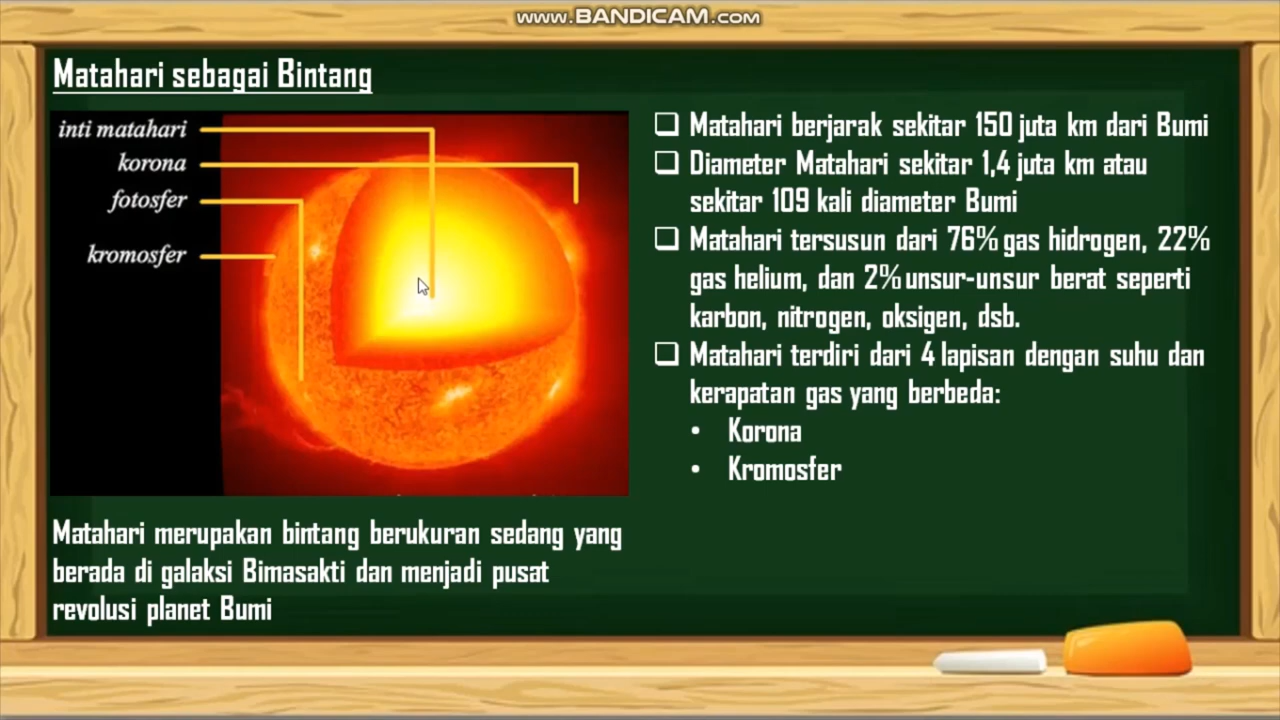 www.BANDICAM.com
Matahari sebagai Bintang
inti matahari
korona
fotosfer
kromosfer
Matahari merupakan bintang berukuran sedang yang
berada di galaksi Bimasakti dan menjadi pusat
revolusi planet Bumi
Matahari berjarak sekitar 150 juta km dari Bumi
Diameter Matahari sekitar 1,4 juta km atau
sekitar 109 kali diameter Bumi
Matahari tersusun dari 76% gas hidrogen, 22%
gas helium, dan 2% unsur-unsur berat seperti
karbon, nitrogen, oksigen, dsb.
Matahari terdiri dari 4 lapisan dengan suhu dan
kerapatan gas yang berbeda:
• Korona
• Kromosfer